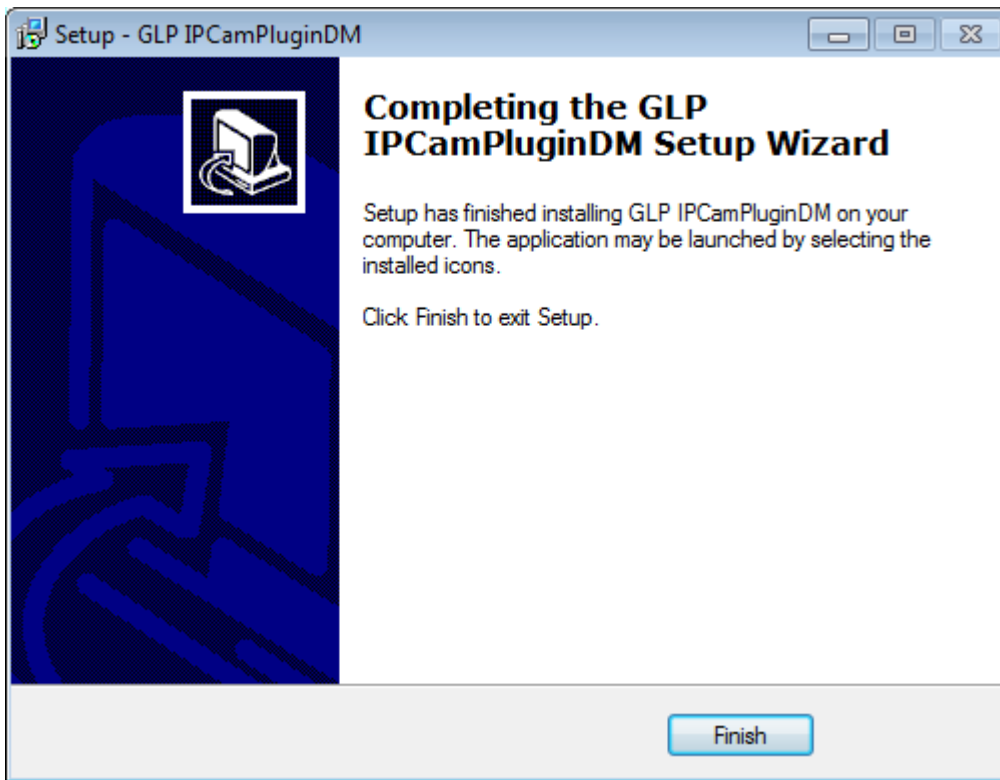 Setup - GLP IPCamPluginDM
Completing the GLP
IPCamPluginDM Setup Wizard
Setup has finished installing GLP IPCamPluginDM on your
computer. The application may be launched by selecting the
installed icons.
Click Finish to exit Setup.
Finish